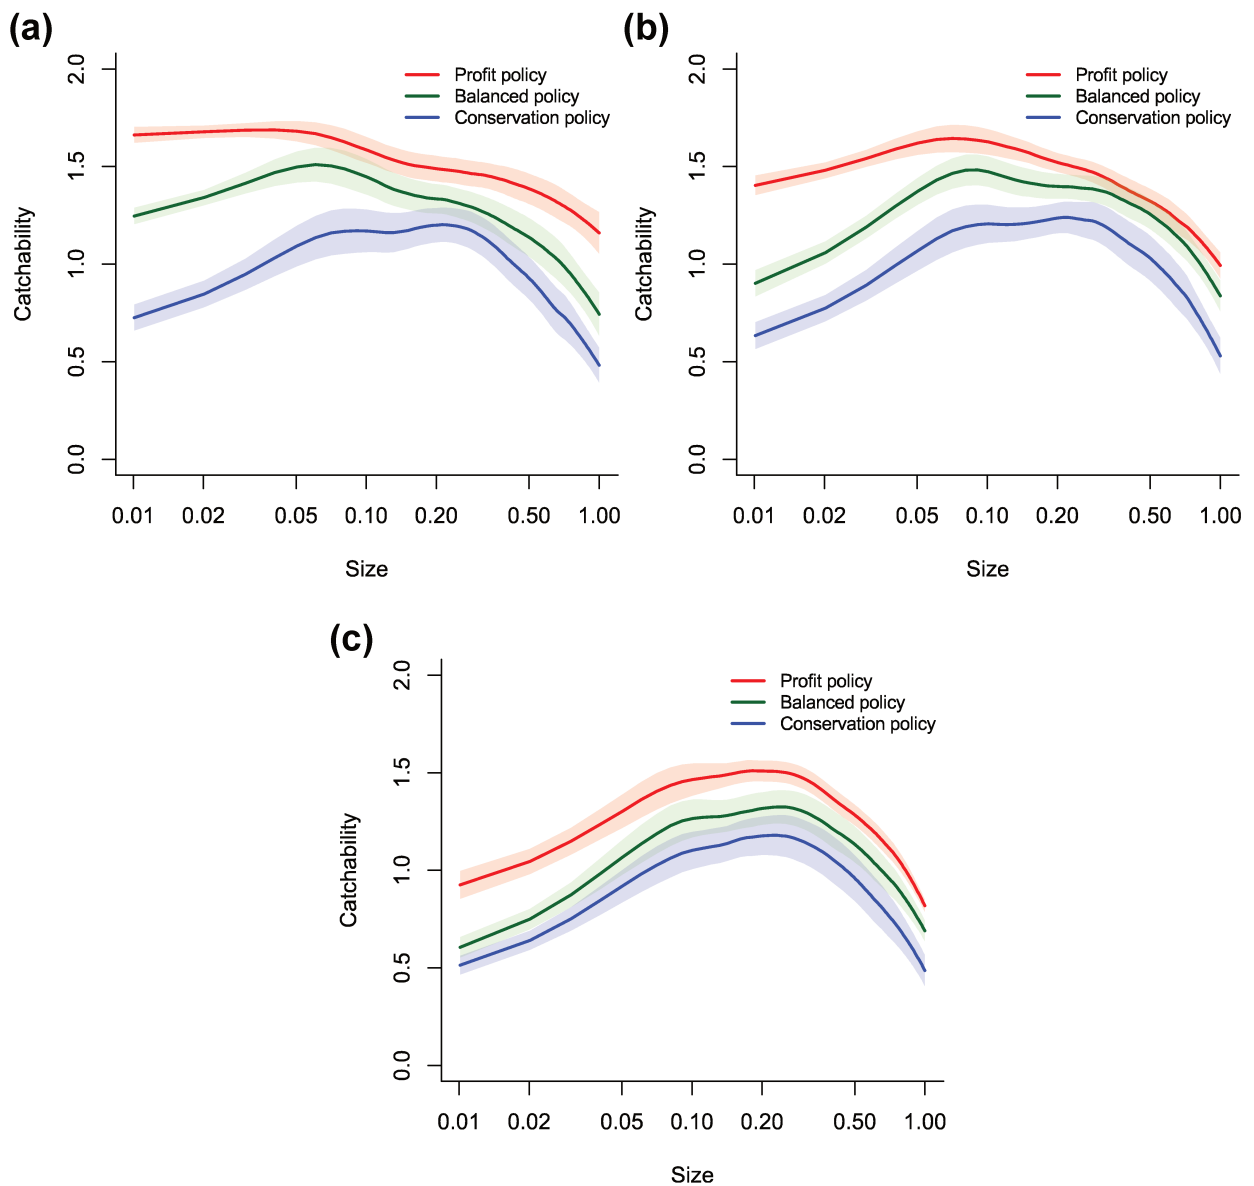 (a)
Catchability
2.0
1.5
1.0
0.5
0.0
Profit policy
Balanced policy
Conservation policy
0.01 0.02 0.05 0.10 0.20 0.50 1.00
Size
(b)
Catchability
2.0
1.5
1.0
0.5
0.0
Profit policy
Balanced policy
Conservation policy
0.01 0.02 0.05 0.10 0.20 0.50 1.00
Size
(c)
Catchability
2.0
1.5
1.0
0.5
0.0
Profit policy
Balanced policy
Conservation policy
0.01 0.02 0.05 0.10 0.20 0.50 1.00
Size